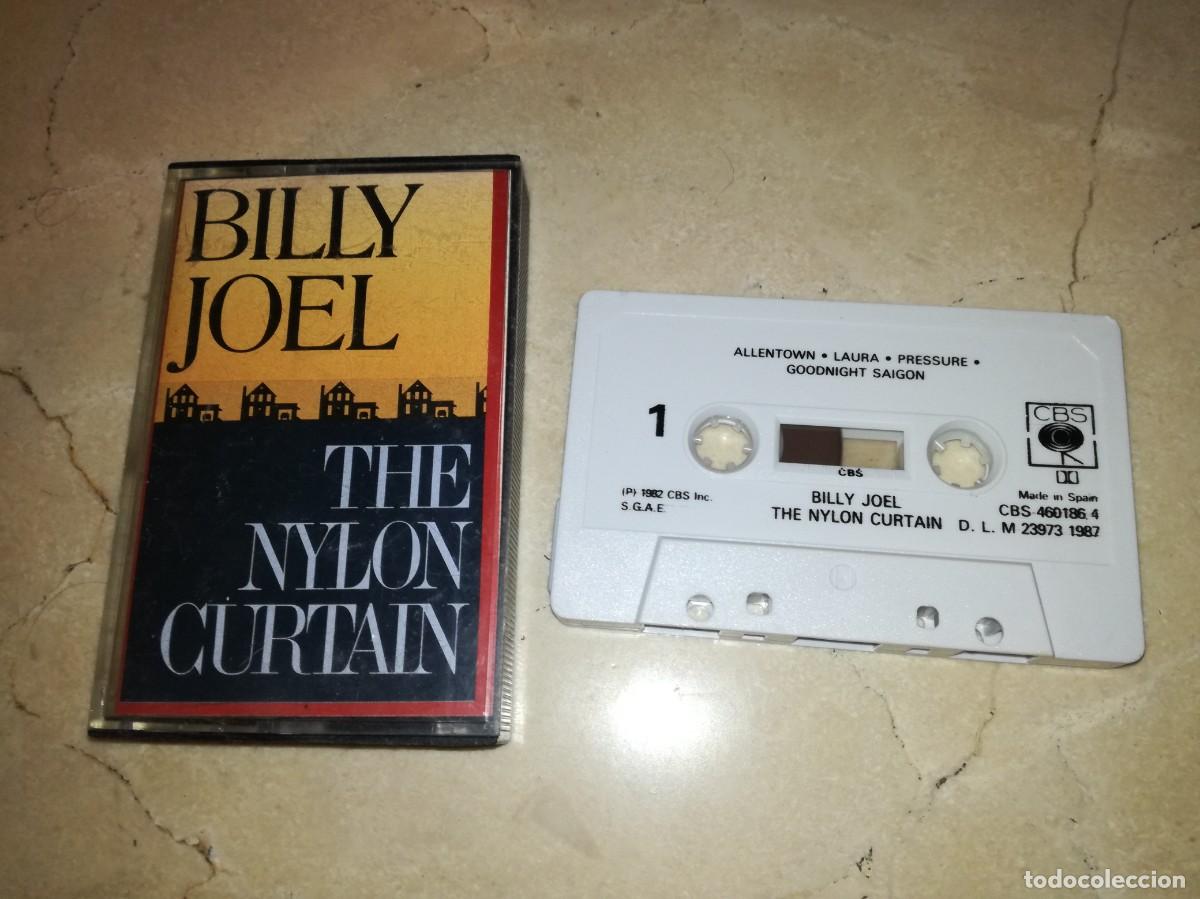 BILLY
JOEL
THE
NYLON
CURTAIN
ALLENTOWN • LAURA • PRESSURE •
GOODNIGHT SAIGON
1
CBS
CBS
(P) 1982 CBS Inc.
S.G.A.E.
BILLY JOEL
THE NYLON CURTAIN
Made in Spain
CBS 460186 4
D. L. M 23973 1987
todocoleccion